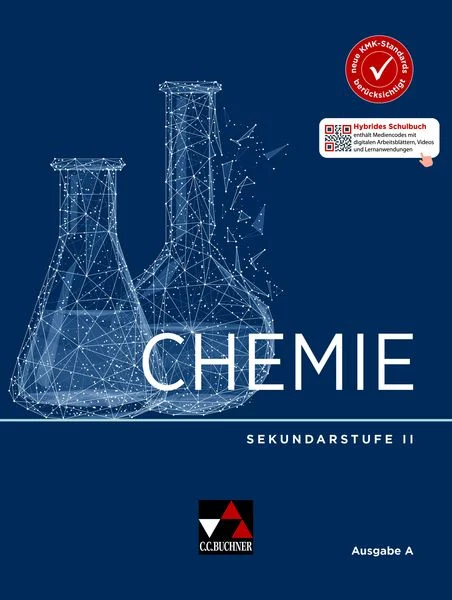 neue KMK-Standards
berücksichtigt
Hybrides Schulbuch
enthält Mediencodes mit
digitalen Arbeitsblättern, Videos
und Lernanwendungen
CHEMIE
SEKUNDARSTUFE II
C.C.BUCHNER
Ausgabe A